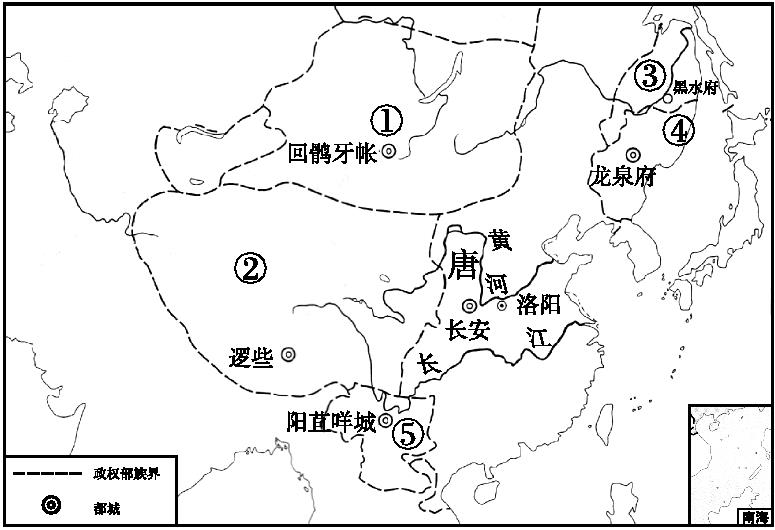 ③
黑水府
①
④
回鹘牙帐
龙泉府
黄
唐
②
河
洛阳
长安
江
逻些
长
阳苴咩城
⑤
政权部族界
都城
南海